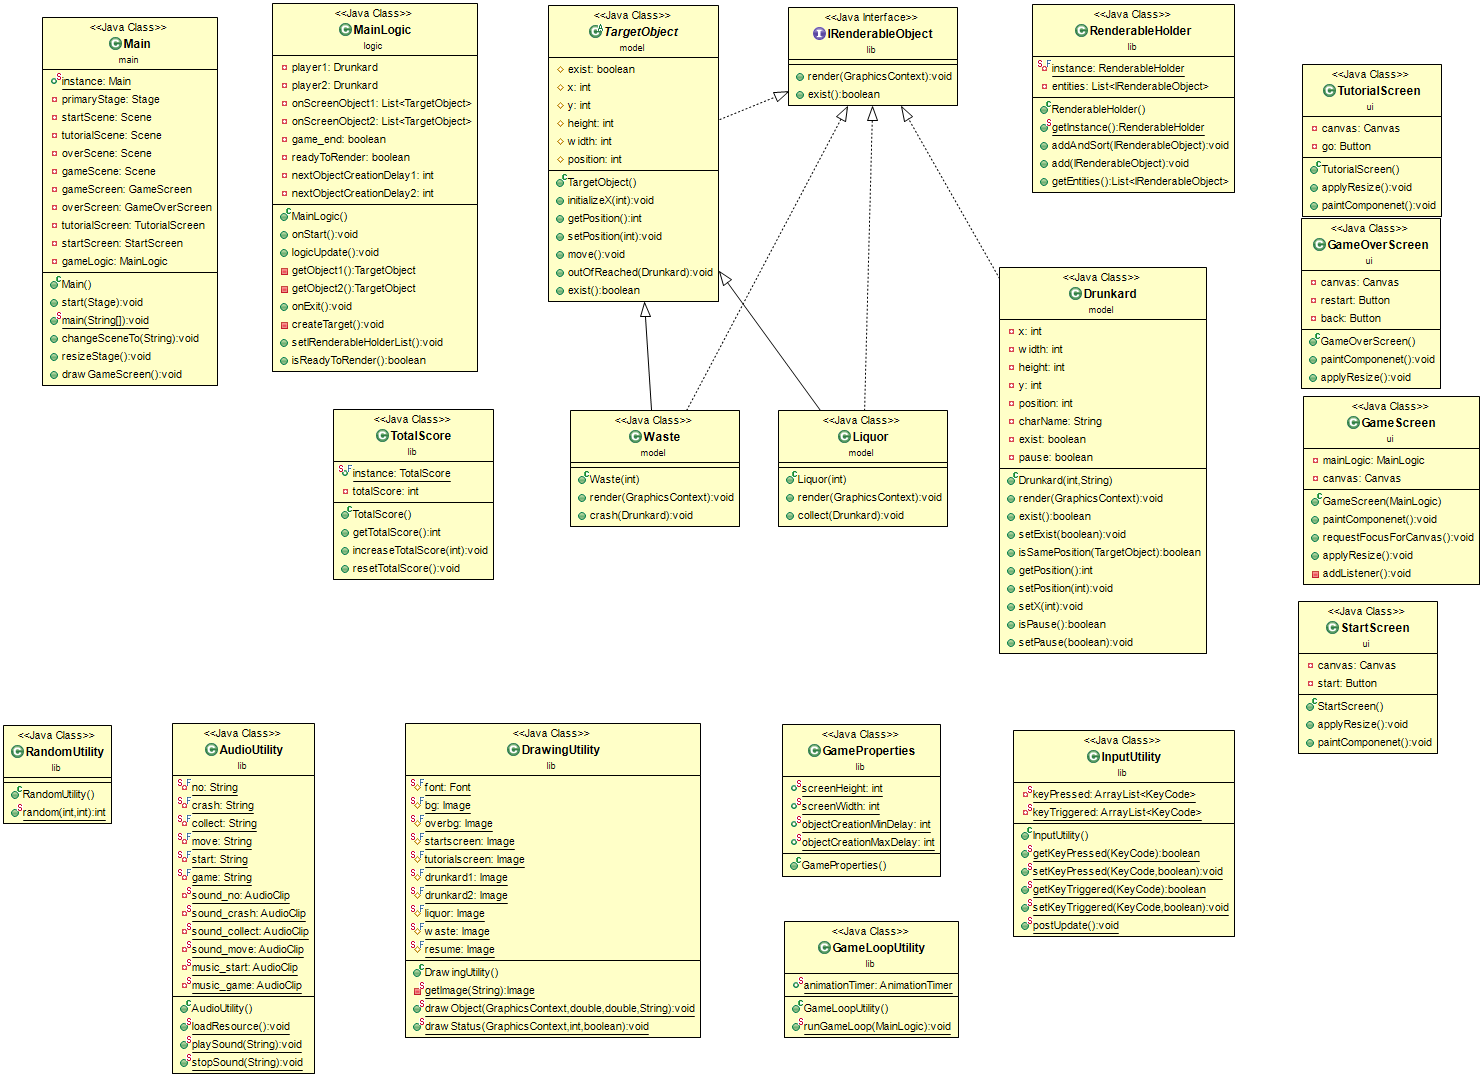 <<Java Class>>
Main
main
instance: Main
primaryStage: Stage
startScene: Scene
tutorialScene: Scene
overScene: Scene
gameScene: Scene
gameScreen: GameScreen
overScreen: GameOverScreen
tutorialScreen: TutorialScreen
startScreen: StartScreen
gameLogic: MainLogic
Main()
start(Stage):void
main(String[]):void
changeSceneTo(String):void
resizeStage():void
drawGameScreen():void
<<Java Class>>
MainLogic
logic
player1: Drunkard
player2: Drunkard
onScreenObject1: List<TargetObject>
onScreenObject2: List<TargetObject>
game_end: boolean
readyToRender: boolean
nextObjectCreationDelay1: int
nextObjectCreationDelay2: int
MainLogic()
onStart():void
logicUpdate():void
getObject1():TargetObject
getObject2():TargetObject
onExit():void
createTarget():void
setIRenderableHolderList():void
isReadyToRender():boolean
<<Java Class>>
TargetObject
model
exist: boolean
x: int
y: int
height: int
width: int
position: int
TargetObject()
initializeX(int):void
getPosition():int
setPosition(int):void
move():void
outOfReached(Drunkard):void
exist():boolean
<<Java Interface>>
IRenderableObject
lib
render(GraphicsContext):void
exist():boolean
<<Java Class>>
RenderableHolder
lib
instance: RenderableHolder
entities: List<IRenderableObject>
RenderableHolder()
getInstance():RenderableHolder
addAndSort(IRenderableObject):void
add(IRenderableObject):void
getEntities():List<IRenderableObject>
<<Java Class>>
TutorialScreen
ui
canvas: Canvas
go: Button
TutorialScreen()
applyResize():void
paintComponenet():void
<<Java Class>>
GameOverScreen
ui
canvas: Canvas
restart: Button
back: Button
GameOverScreen()
paintComponenet():void
applyResize():void
<<Java Class>>
Drunkard
model
x: int
width: int
height: int
y: int
position: int
charName: String
exist: boolean
pause: boolean
Drunkard(int,String)
render(GraphicsContext):void
exist():boolean
setExist(boolean):void
isSamePosition(TargetObject):boolean
getPosition():int
setPosition(int):void
setX(int):void
isPause():boolean
setPause(boolean):void
<<Java Class>>
GameScreen
ui
mainLogic: MainLogic
canvas: Canvas
GameScreen(MainLogic)
paintComponenet():void
requestFocusForCanvas():void
applyResize():void
addListener():void
<<Java Class>>
TotalScore
lib
instance: TotalScore
totalScore: int
TotalScore()
getTotalScore():int
increaseTotalScore(int):void
resetTotalScore():void
<<Java Class>>
Waste
model
Waste(int)
render(GraphicsContext):void
crash(Drunkard):void
<<Java Class>>
Liquor
model
Liquor(int)
render(GraphicsContext):void
collect(Drunkard):void
<<Java Class>>
StartScreen
ui
canvas: Canvas
start: Button
StartScreen()
applyResize():void
paintComponenet():void
<<Java Class>>
RandomUtility
lib
RandomUtility()
random(int,int):int
<<Java Class>>
AudioUtility
lib
no: String
crash: String
collect: String
move: String
start: String
game: String
sound_no: AudioClip
sound_crash: AudioClip
sound_collect: AudioClip
sound_move: AudioClip
music_start: AudioClip
music_game: AudioClip
AudioUtility()
loadResource():void
playSound(String):void
stopSound(String):void
<<Java Class>>
DrawingUtility
lib
font: Font
bg: Image
overbg: Image
startscreen: Image
tutorialscreen: Image
drunkard1: Image
drunkard2: Image
liquor: Image
waste: Image
resume: Image
DrawingUtility()
getImage(String):Image
drawObject(GraphicsContext,double,double,String):void
drawStatus(GraphicsContext,int,boolean):void
<<Java Class>>
GameProperties
lib
screenHeight: int
screenWidth: int
objectCreationMinDelay: int
objectCreationMaxDelay: int
GameProperties()
<<Java Class>>
InputUtility
lib
keyPressed: ArrayList<KeyCode>
keyTriggered: ArrayList<KeyCode>
InputUtility()
getKeyPressed(KeyCode):boolean
setKeyPressed(KeyCode,boolean):void
getKeyTriggered(KeyCode):boolean
setKeyTriggered(KeyCode,boolean):void
postUpdate():void
<<Java Class>>
GameLoopUtility
lib
animationTimer: AnimationTimer
GameLoopUtility()
runGameLoop(MainLogic):void